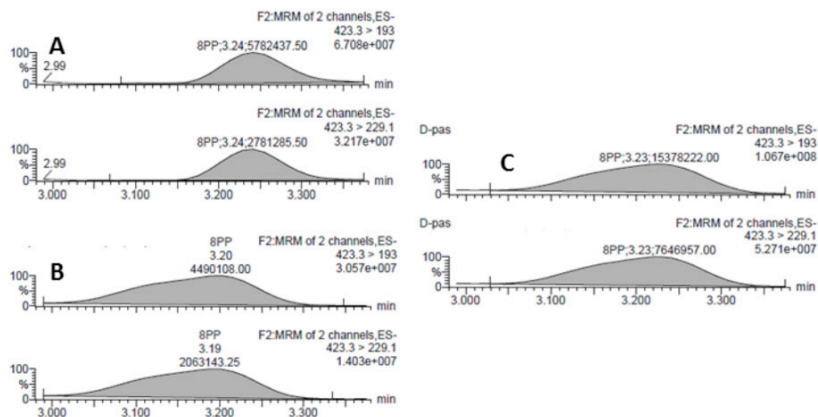 A
F2:MRM of 2 channels,ES-
423.3 > 193
8PP;3.24;5782437.50
6.708e+007
100
%
0
2.99
min
F2:MRM of 2 channels,ES-
423.3 > 229.1
8PP;3.24;2781285.50
3.217e+007
100
%
0
2.99
min
3.000
3.100
3.200
3.300
B
8PP
3.20
4490108.00
F2:MRM of 2 channels,ES-
423.3 > 193
3.057e+007
100
%
0
min
8PP
3.19
2063143.25
F2:MRM of 2 channels,ES-
423.3 > 229.1
1.403e+007
100
%
0
min
3.000
3.100
3.200
3.300
C
D-pas
F2:MRM of 2 channels,ES-
423.3 > 193
8PP;3.23;15378222.00
1.067e+008
100
%
0
min
D-pas
F2:MRM of 2 channels,ES-
423.3 > 229.1
8PP;3.23;7646957.00
5.271e+007
100
%
0
min
3.000
3.100
3.200
3.300